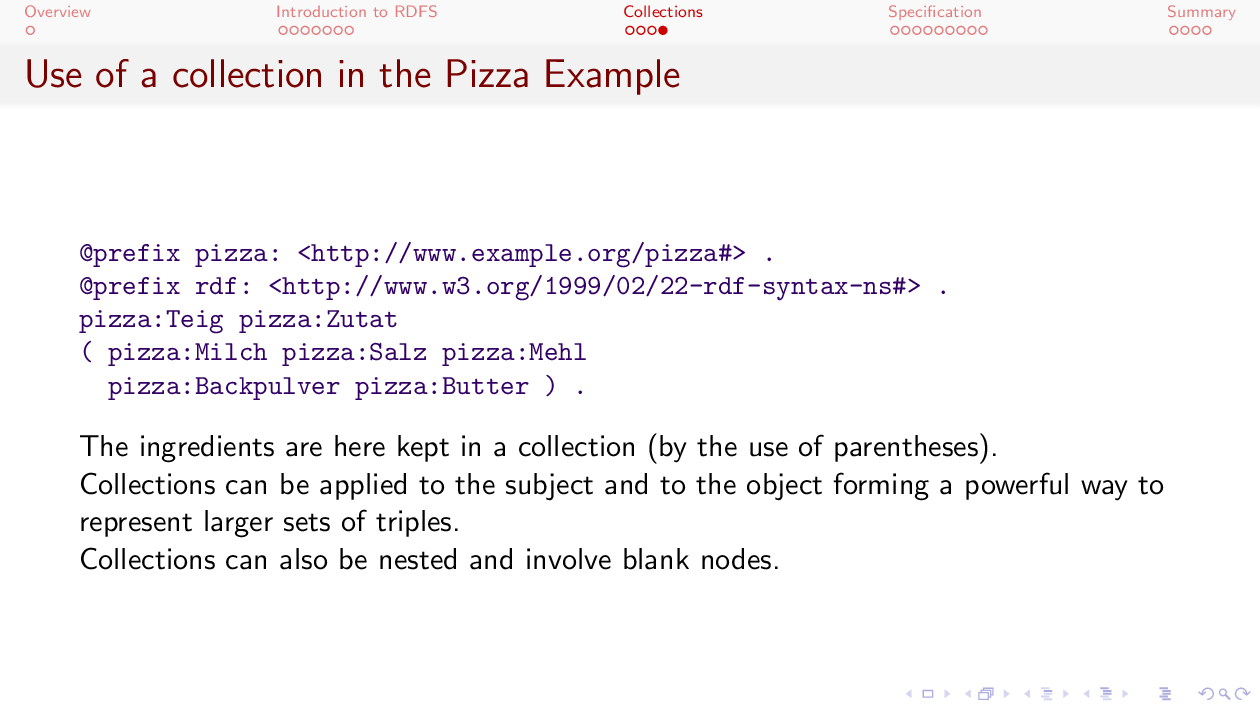 Overview
Introduction to RDFS
Collections
Specification
Summary
Use of a collection in the Pizza Example
@prefix pizza: <http://www.example.org/pizza#> .
@prefix rdf: <http://www.w3.org/1999/02/22-rdf-syntax-ns#> .
pizza:Teig pizza:Zutat
( pizza:Milch pizza:Salz pizza:Mehl
pizza:Backpulver pizza:Butter ) .
The ingredients are here kept in a collection (by the use of parentheses).
Collections can be applied to the subject and to the object forming a powerful way to
represent larger sets of triples.
Collections can also be nested and involve blank nodes.